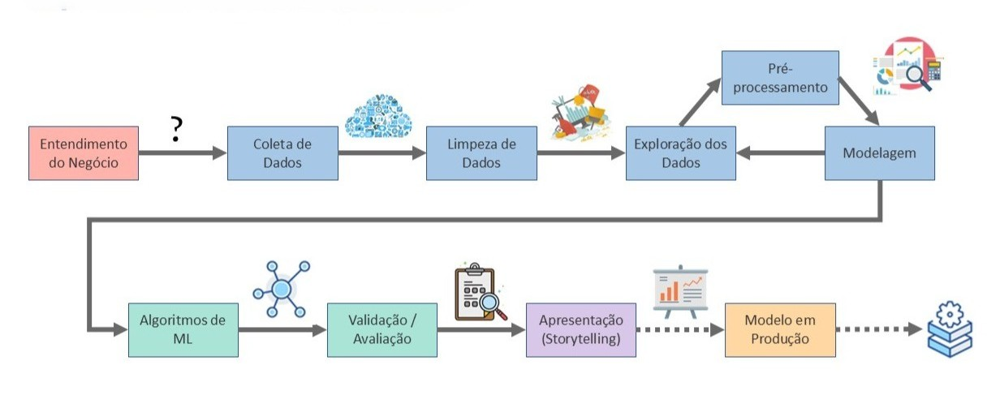 Pré-
processamento
?
Entendimento
do Negócio
Coleta de
Dados
Limpeza de
Dados
Exploração dos
Dados
Modelagem
Algoritmos de
ML
Validação /
Avaliação
Apresentação
(Storytelling)
Modelo em
Produção